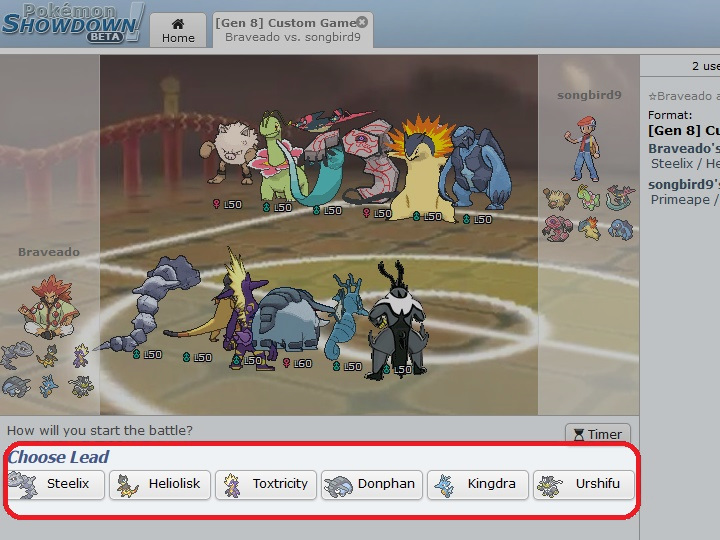 Pokémon
SHOWDOWN!
BETA
Home
[Gen 8] Custom Game
Braveado vs. songbird9
2 use
songbird9
☆Braveado a
Format:
[Gen 8] Cu
Braveado's
Steelix / He
songbird9's
Primeape /
♀ L50
L50
L50
♀ L50
L50
L50
Braveado
L50
L50
L50
♀ L60
L50
L50
How will you start the battle?
Timer
Choose Lead
Steelix
Heliolisk
Toxtricity
Donphan
Kingdra
Urshifu